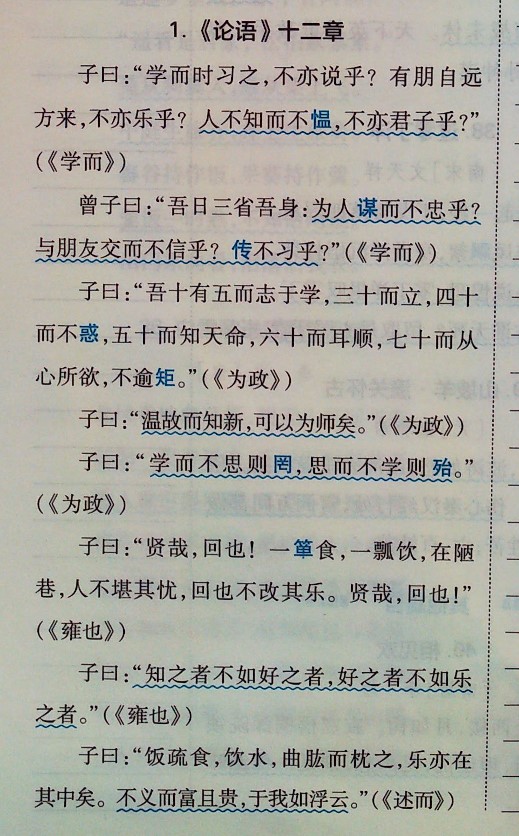 1.《论语》十二章
子曰:“学而时习之,不亦说乎? 有朋自远
方来,不亦乐乎? 人不知而不愠,不亦君子乎?”
(《学而》)
曾子曰:“吾日三省吾身:为人谋而不忠乎?
与朋友交而不信乎? 传不习乎?”(《学而》)
子曰:“吾十有五而志于学,三十而立,四十
而不惑,五十而知天命,六十而耳顺,七十而从
心所欲,不逾矩。”(《为政》)
子曰:“温故而知新,可以为师矣。”(《为政》)
子曰:“学而不思则罔,思而不学则殆。”
(《为政》)
子曰:“贤哉,回也! 一箪食,一瓢饮,在陋
巷,人不堪其忧,回也不改其乐。贤哉,回也!”
(《雍也》)
子曰:“知之者不如好之者,好之者不如乐
之者。”(《雍也》)
子曰:“饭疏食,饮水,曲肱而枕之,乐亦在
其中矣。不义而富且贵,于我如浮云。”(《述而》)